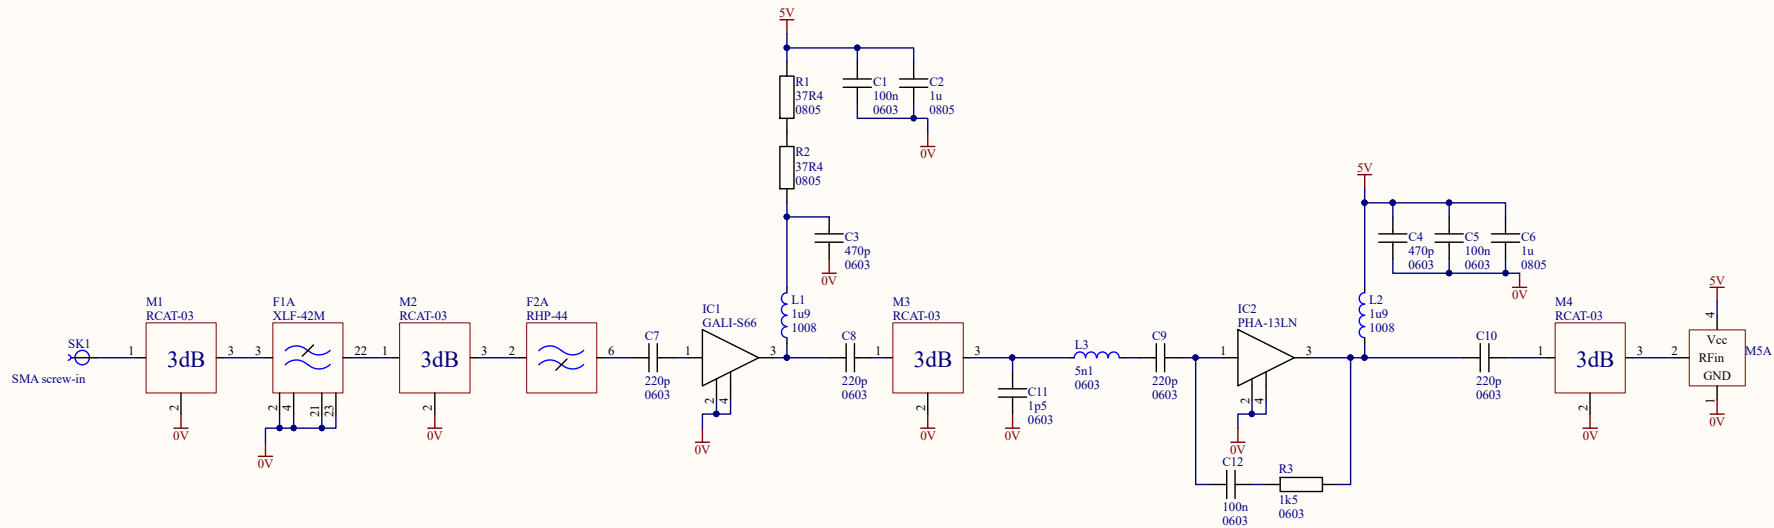 5V
R1
37R4
0805
C1
100n
0603
C2
1u
0805
0V
R2
37R4
0805
C3
470p
0603
0V
5V
C4
470p
0603
C5
100n
0603
C6
1u
0805
0V
SK1
SMA screw-in
M1
RCAT-03
1
3dB
3
2
0V
F1A
XLF-42M
3
22
2
4
21
23
0V
M2
RCAT-03
1
3dB
3
2
0V
F2A
RHP-44
2
6
C7
220p
0603
IC1
GALI-S66
1
3
2
4
0V
L1
1u9
1008
C8
220p
0603
M3
RCAT-03
1
3dB
3
2
0V
C11
1p5
0603
0V
L3
5n1
0603
C9
220p
0603
IC2
PHA-13LN
1
3
2
4
0V
C12
100n
0603
R3
1k5
0603
L2
1u9
1008
C10
220p
0603
M4
RCAT-03
1
3dB
3
2
0V
5V
4
Vcc
2
RFin
M5A
GND
1
0V